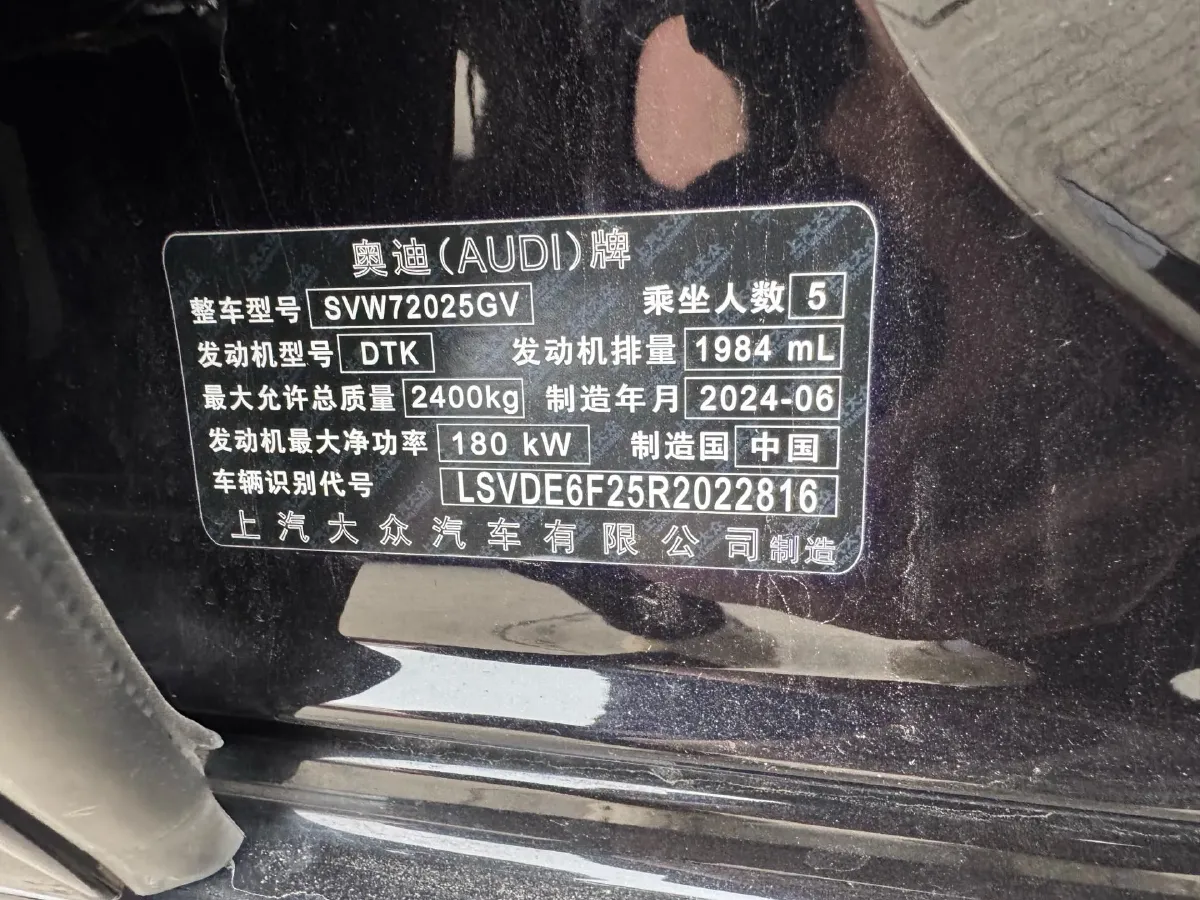 奥迪(AUDI)牌
整车型号 SVW72025GV 乘坐人数 5
发动机型号 DTK 发动机排量 1984 mL
最大允许总质量 2400kg 制造年月 2024-06
发动机最大净功率 180 kW 制造国 中国
车辆识别代号 LSVDE6F25R2022816
上汽大众汽车有限公司制造